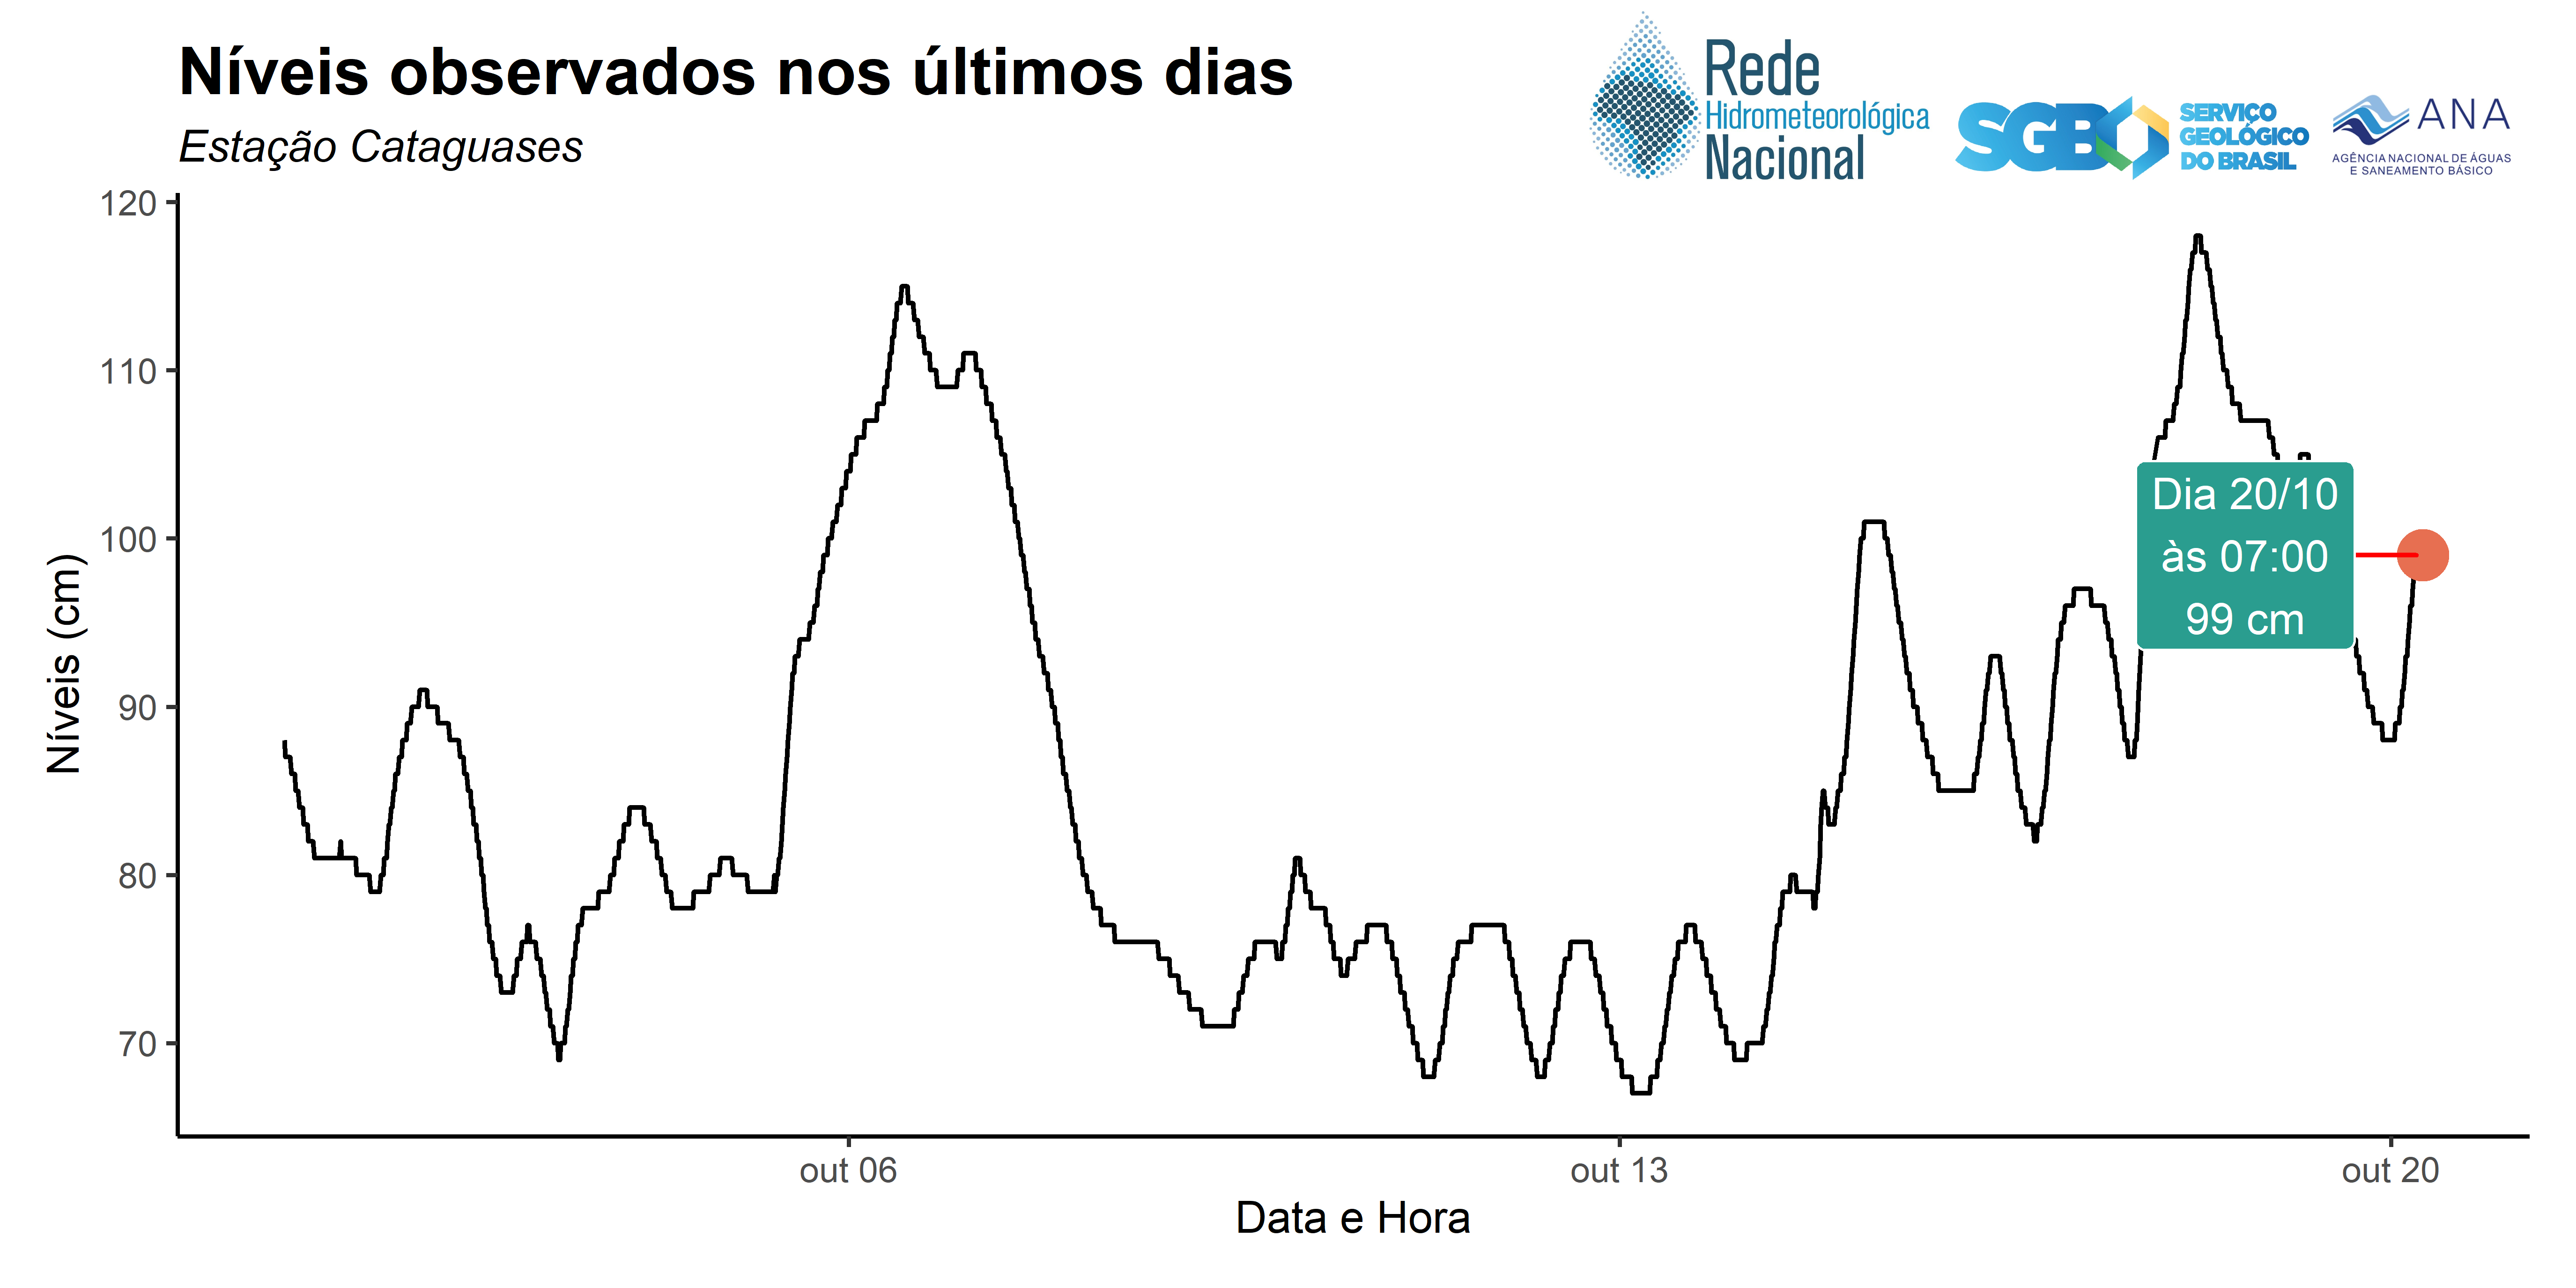 Níveis observados nos últimos dias
Estação Cataguases
Rede
Hidrometeorológica
Nacional
SGB
SERVIÇO
GEOLÓGICO
DO BRASIL
ANA
AGÊNCIA NACIONAL DE ÁGUAS
E SANEAMENTO BÁSICO
120
110
100
90
80
70
Níveis (cm)
Dia 20/10
às 07:00
99 cm
out 06
out 13
out 20
Data e Hora